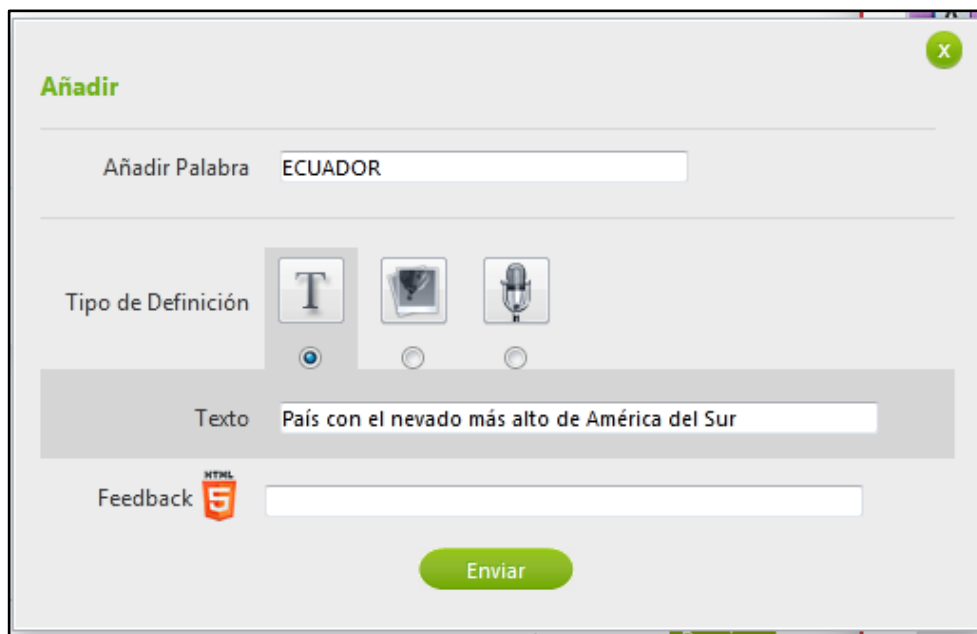 x
Añadir
Añadir Palabra ECUADOR
Tipo de Definición T
Texto País con el nevado más alto de América del Sur
Feedback HTML 5
Enviar